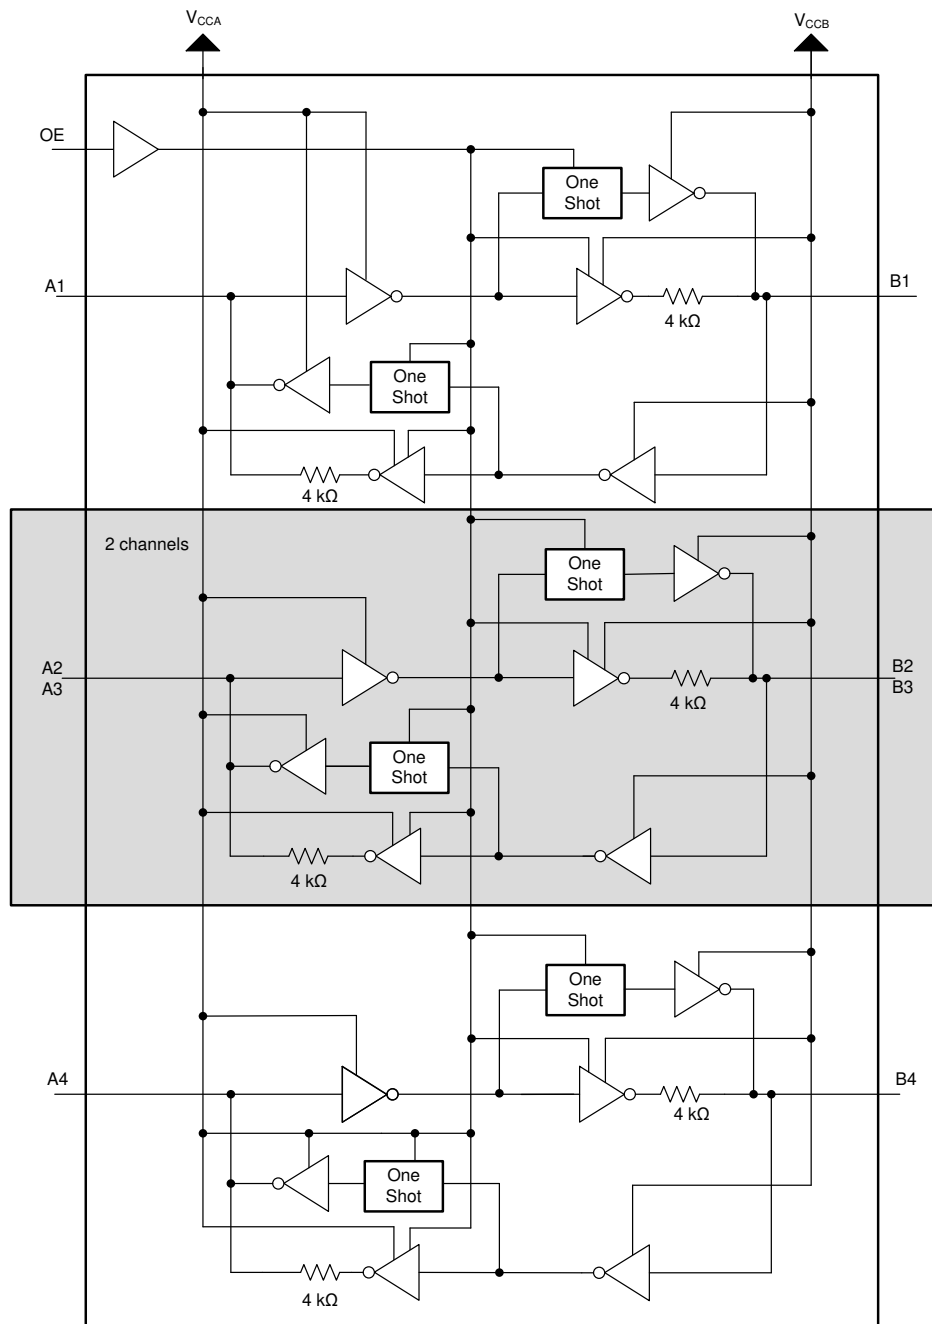 VCCA
VCCB
OE
One
Shot
A1
B1
4 kΩ
One
Shot
4 kΩ
2 channels
One
Shot
A2
A3
B2
B3
4 kΩ
One
Shot
4 kΩ
One
Shot
A4
B4
4 kΩ
One
Shot
4 kΩ